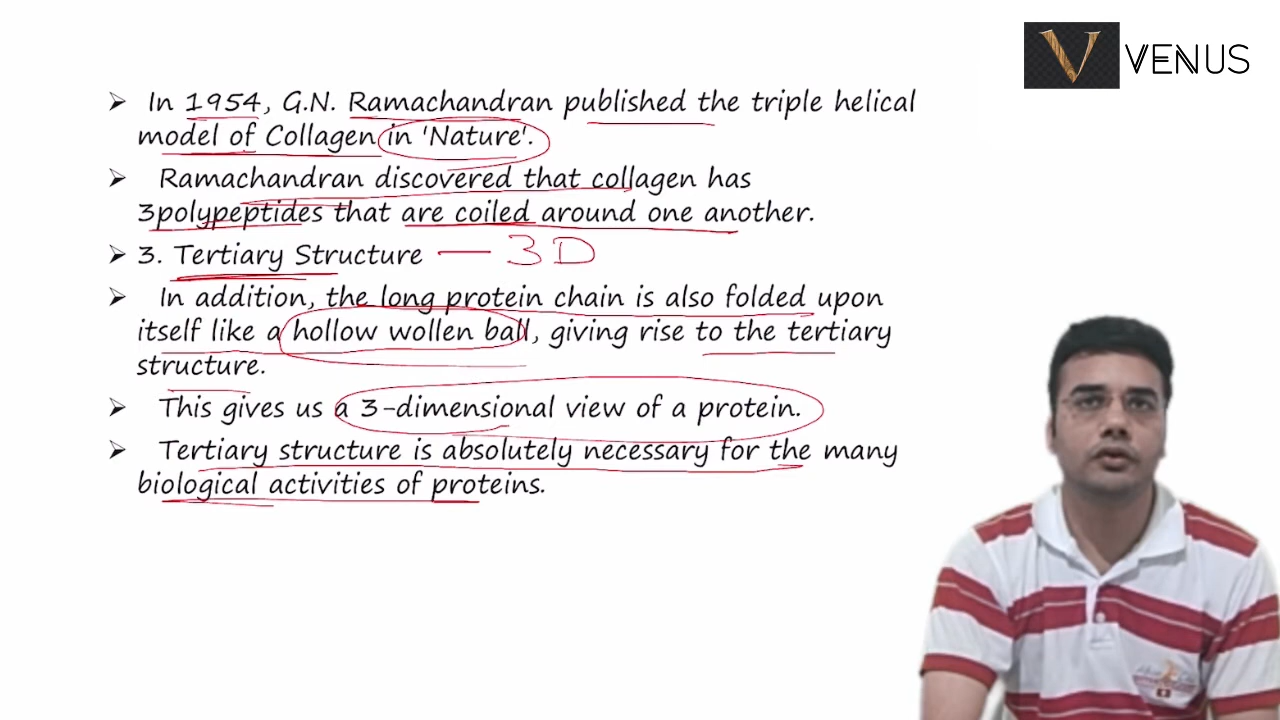 V VENUS
➢ In 1954, G.N. Ramachandran published the triple helical
model of Collagen in 'Nature'.
➢ Ramachandran discovered that collagen has
3polypeptides that are coiled around one another.
➢ 3. Tertiary Structure — 3D
➢ In addition, the long protein chain is also folded upon
itself like a hollow wollen ball, giving rise to the tertiary
structure.
➢ This gives us a 3-dimensional view of a protein.
➢ Tertiary structure is absolutely necessary for the many
biological activities of proteins.